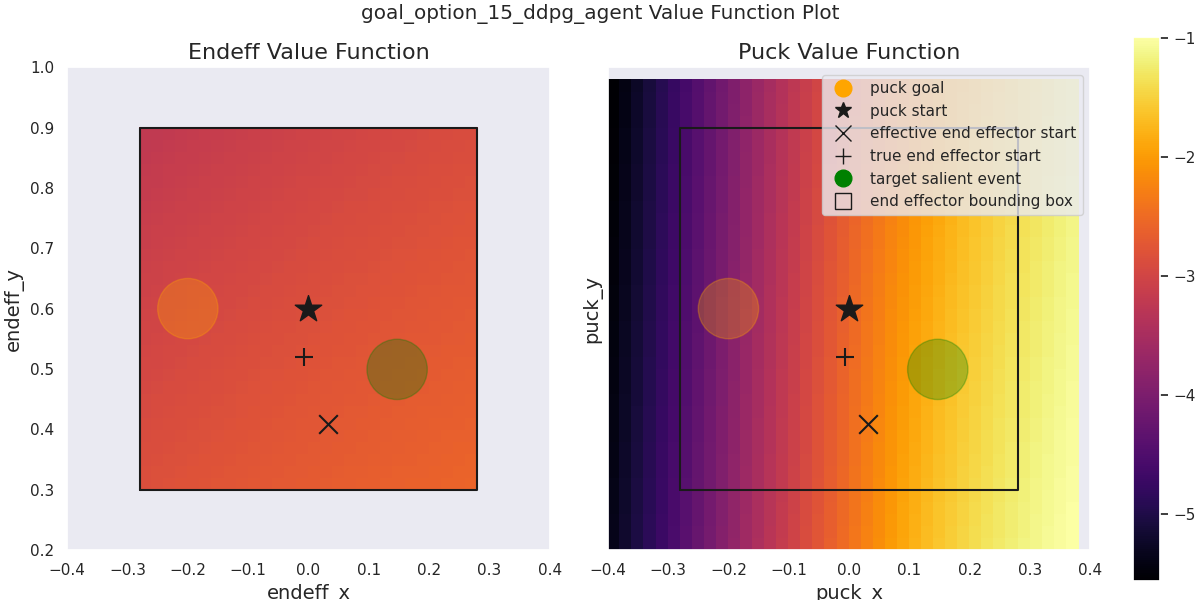 goal_option_15_ddpg_agent Value Function Plot
Endeff Value Function
Puck Value Function
1.0
0.9
0.8
0.7
0.6
0.5
0.4
0.3
0.2
endeff_y
−0.4 −0.3 −0.2 −0.1 0.0 0.1 0.2 0.3 0.4
endeff_x
puck_y
puck goal
puck start
effective end effector start
true end effector start
target salient event
end effector bounding box
−0.4 −0.3 −0.2 −0.1 0.0 0.1 0.2 0.3 0.4
puck_x
−1
−2
−3
−4
−5